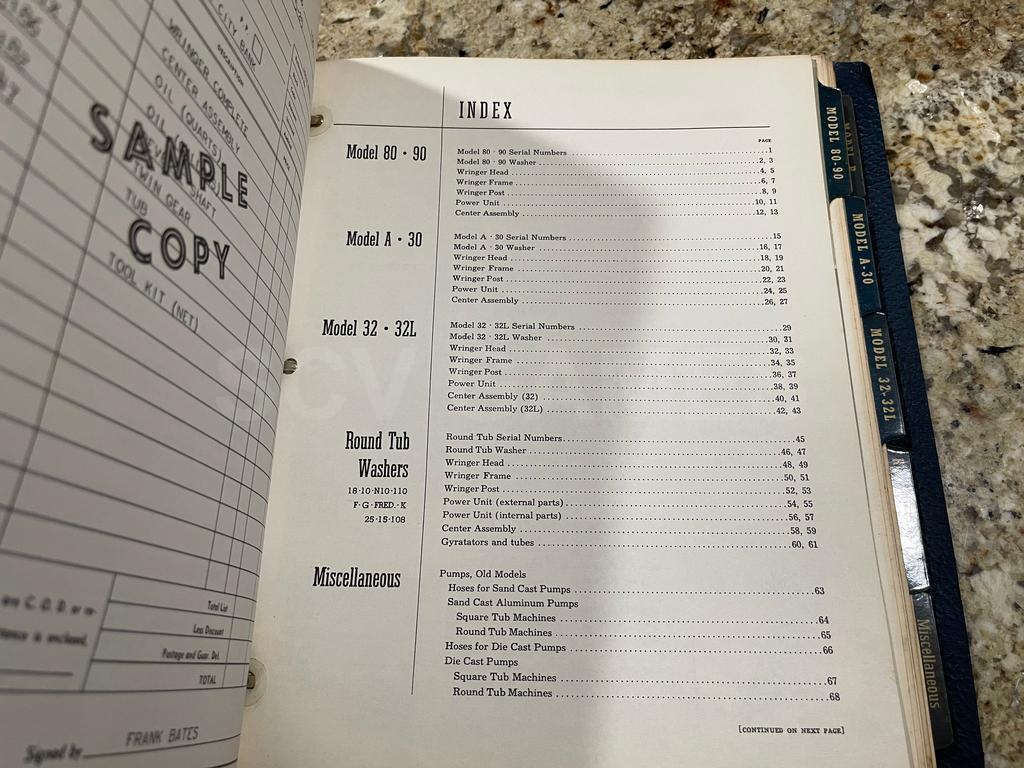 CITY BANK
DESCRIPTION
WRINGER COMPLETE
CENTER ASSEMBLY
OIL (QUARTS)
SAMPLE
COPY
TWIN GEAR
TUB
TOOL KIT (NET)
Total List
Less Discount
Postage and Guar. Del.
TOTAL
Signed by FRANK BATES
INDEX
PAGE
Model 80 · 90
Model 80 · 90 Serial Numbers 1
Model 80 · 90 Washer 2, 3
Wringer Head 4, 5
Wringer Frame 6, 7
Wringer Post 8, 9
Power Unit 10, 11
Center Assembly 12, 13
Model A · 30
Model A · 30 Serial Numbers 15
Model A · 30 Washer 16, 17
Wringer Head 18, 19
Wringer Frame 20, 21
Wringer Post 22, 23
Power Unit 24, 25
Center Assembly 26, 27
Model 32 · 32L
Model 32 · 32L Serial Numbers 29
Model 32 · 32L Washer 30, 31
Wringer Head 32, 33
Wringer Frame 34, 35
Wringer Post 36, 37
Power Unit 38, 39
Center Assembly (32) 40, 41
Center Assembly (32L) 42, 43
Round Tub
Washers
18·10·N10·110
F·G·FRED.·K
25·15·108
Round Tub Serial Numbers 45
Round Tub Washer 46, 47
Wringer Head 48, 49
Wringer Frame 50, 51
Wringer Post 52, 53
Power Unit (external parts) 54, 55
Power Unit (internal parts) 56, 57
Center Assembly 58, 59
Gyratators and tubes 60, 61
Miscellaneous
Pumps, Old Models
Hoses for Sand Cast Pumps 63
Sand Cast Aluminum Pumps
Square Tub Machines 64
Round Tub Machines 65
Hoses for Die Cast Pumps 66
Die Cast Pumps
Square Tub Machines 67
Round Tub Machines 68
[CONTINUED ON NEXT PAGE]
MODEL 80-90
MODEL A-30
MODEL 32-32L
Miscellaneous